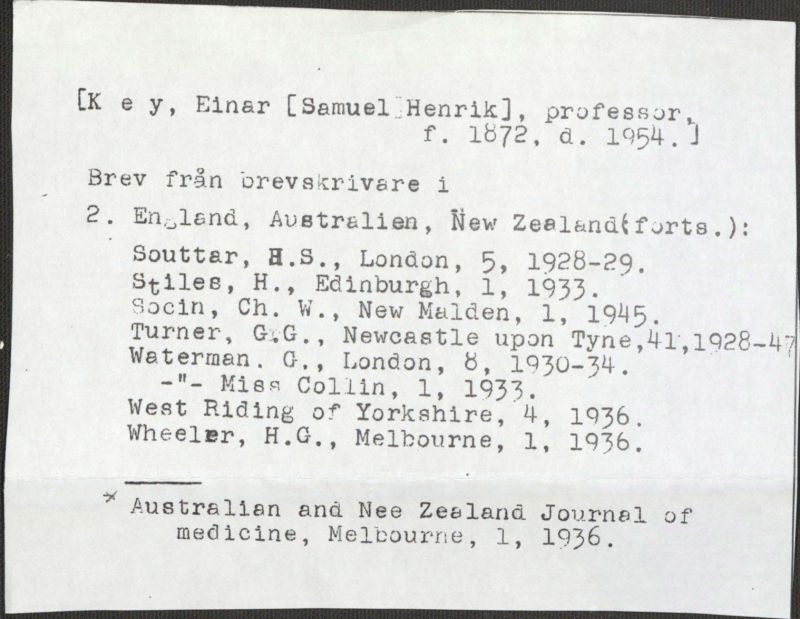 [K e y, Einar [Samuel Henrik], professor,
f. 1872, d. 1954.]
Brev från brevskrivare i
2. England, Australien, New Zealand(forts.):
Souttar, H.S., London, 5, 1928-29.
Stiles, H., Edinburgh, 1, 1933.
Socin, Ch. W., New Malden, 1, 1945.
Turner, G.G., Newcastle upon Tyne,41,1928-47
Waterman. G., London, 8, 1930-34.
-"- Miss Collin, 1, 1933.
West Riding of Yorkshire, 4, 1936.
Wheeler, H.G., Melbourne, 1, 1936.
* Australian and Nee Zealand Journal of
medicine, Melbourne, 1, 1936.